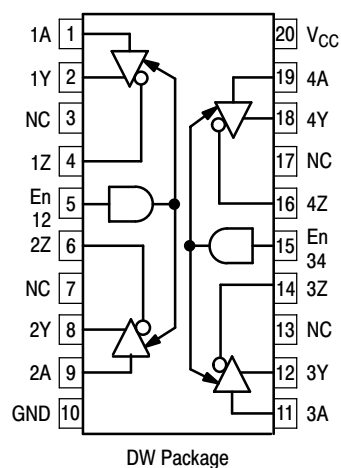 1A 1 20 VCC
1Y 2 19 4A
NC 3 18 4Y
1Z 4 17 NC
En 12 5 16 4Z
2Z 6 15 En 34
NC 7 14 3Z
2Y 8 13 NC
2A 9 12 3Y
GND 10 11 3A
DW Package